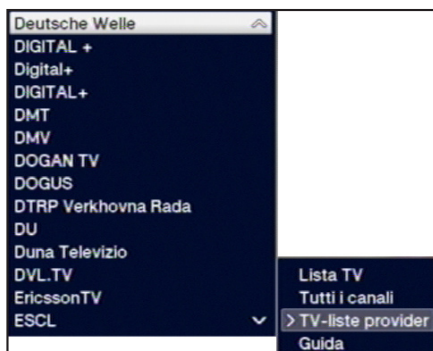 Deutsche Welle
DIGITAL +
Digital+
DIGITAL+
DMT
DMV
DOGAN TV
DOGUS
DTRP Verkhovna Rada
DU
Duna Televizio
DVL.TV
EricssonTV
ESCL
Lista TV
Tutti i canali
> TV-liste provider
Guida